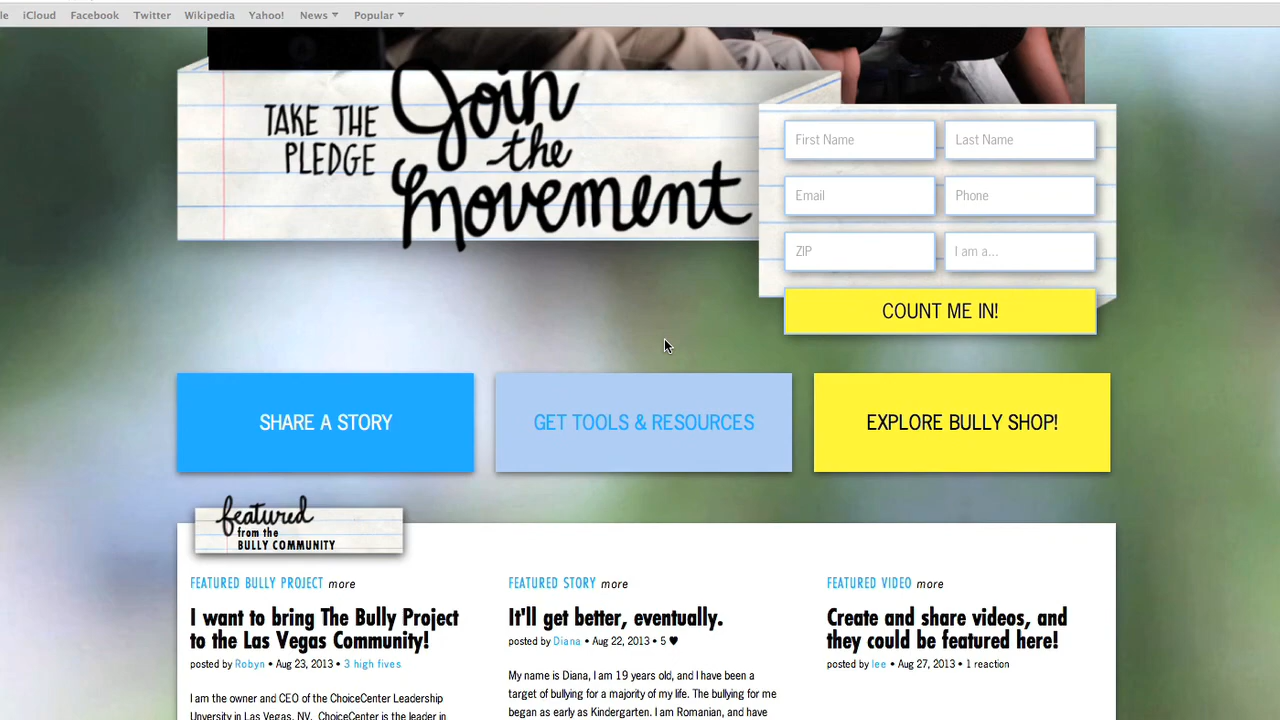 iCloud Facebook Twitter Wikipedia Yahoo! News Popular
TAKE THE
PLEDGE
Join
the
Movement
First Name Last Name
Email Phone
ZIP I am a...
COUNT ME IN!
SHARE A STORY GET TOOLS & RESOURCES EXPLORE BULLY SHOP!
featured
from the
BULLY COMMUNITY
FEATURED BULLY PROJECT more
I want to bring The Bully Project
to the Las Vegas Community!
posted by Robyn • Aug 23, 2013 • 3 high fives
I am the owner and CEO of the ChoiceCenter Leadership
Unversity in Las Vegas, NV. ChoiceCenter is the leader in
FEATURED STORY more
It'll get better, eventually.
posted by Diana • Aug 22, 2013 • 5 ♥
My name is Diana, I am 19 years old, and I have been a
target of bullying for a majority of my life. The bullying for me
began as early as Kindergarten. I am Romanian, and have
FEATURED VIDEO more
Create and share videos, and
they could be featured here!
posted by lee • Aug 27, 2013 • 1 reaction